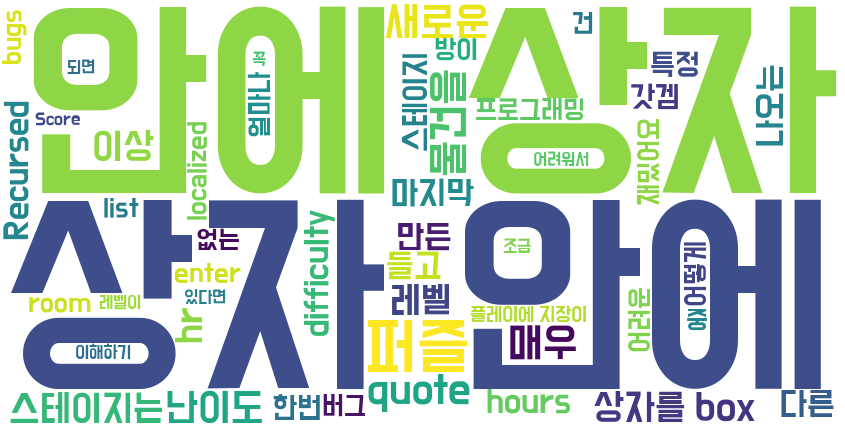 안에 상자
상자 안에
bugs
되면
꼭
얼마나
새로운
방이
건
특정
갓겜
스테이지
물건을
프로그래밍
나오는
Score
이상
Recursed
localized
어려워서
재밌어요
마지막
list
없는
difficulty
만든
조금
들고
enter
있다면
room
레벨이
hr
레벨
플레이에 지장이
어려운
어떻게
중
이해하기
퍼즐
매우
quote
hours
스테이지는
난이도
한번
버그
상자를
box
다른